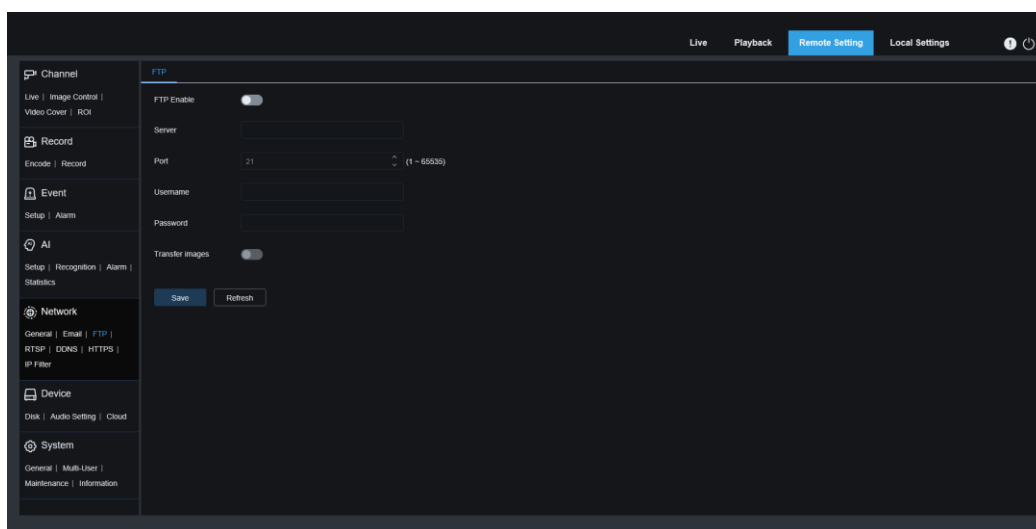 Live Playback Remote Setting Local Settings
Channel
Live | Image Control |
Video Cover | ROI
Record
Encode | Record
Event
Setup | Alarm
AI
Setup | Recognition | Alarm |
Statistics
Network
General | Email | FTP |
RTSP | DDNS | HTTPS |
IP Filter
Device
Disk | Audio Setting | Cloud
System
General | Multi-User |
Maintenance | Information
FTP
FTP Enable
Server
Port 21 (1 ~ 65535)
Username
Password
Transfer images
Save Refresh